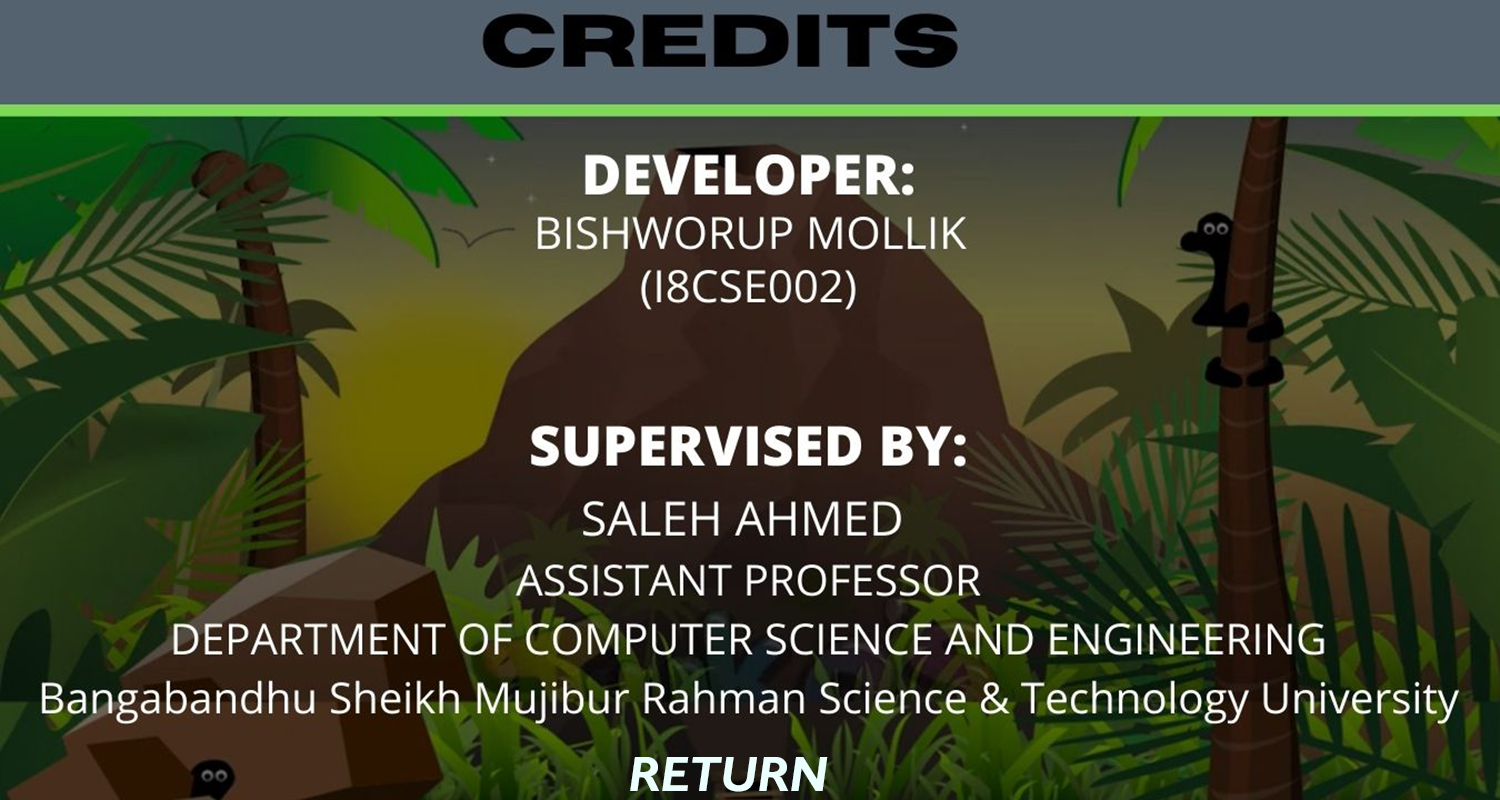 CREDITS
DEVELOPER:
BISHWORUP MOLLIK
(I8CSE002)
SUPERVISED BY:
SALEH AHMED
ASSISTANT PROFESSOR
DEPARTMENT OF COMPUTER SCIENCE AND ENGINEERING
Bangabandhu Sheikh Mujibur Rahman Science & Technology University
RETURN